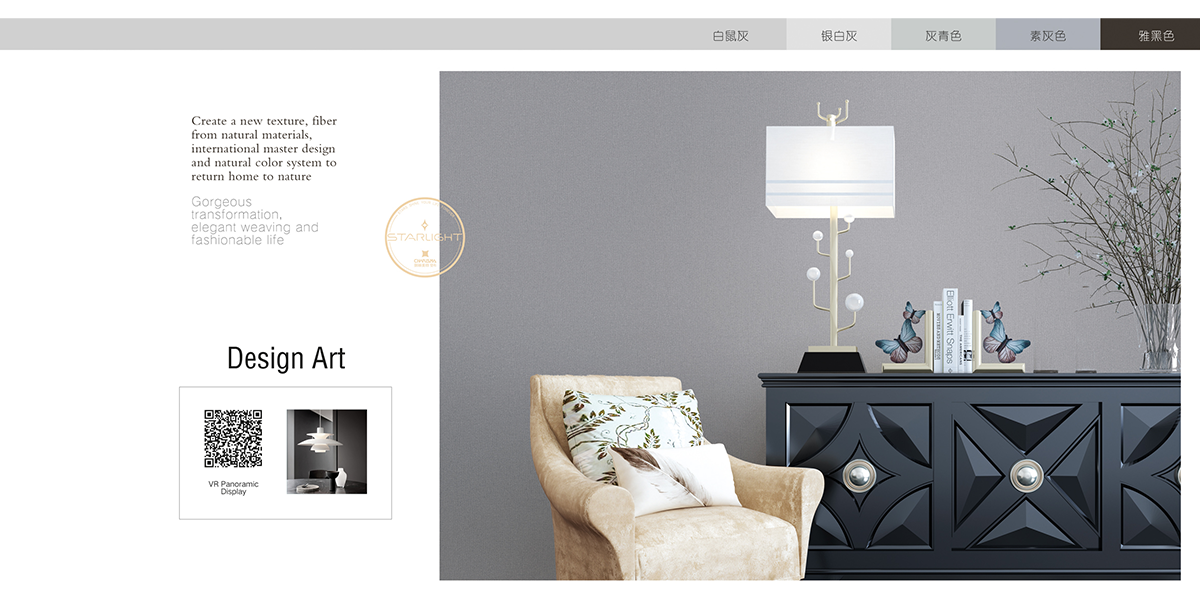 白鼠灰 银白灰 灰青色 素灰色 雅黑色
Create a new texture, fiber
from natural materials,
international master design
and natural color system to
return home to nature
Gorgeous
transformation,
elegant weaving and
fashionable life
STARLIGHT
Design Art
VR Panoramic
Display
Elliott Erwitt Snaps